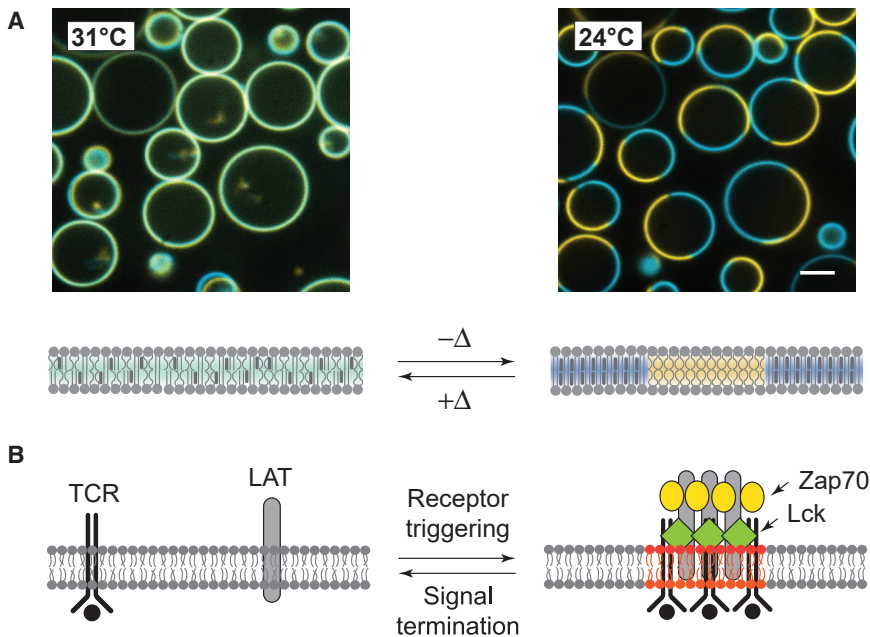 A
31°C
24°C
−Δ
+Δ
B
TCR
LAT
Receptor
triggering
Signal
termination
Zap70
Lck